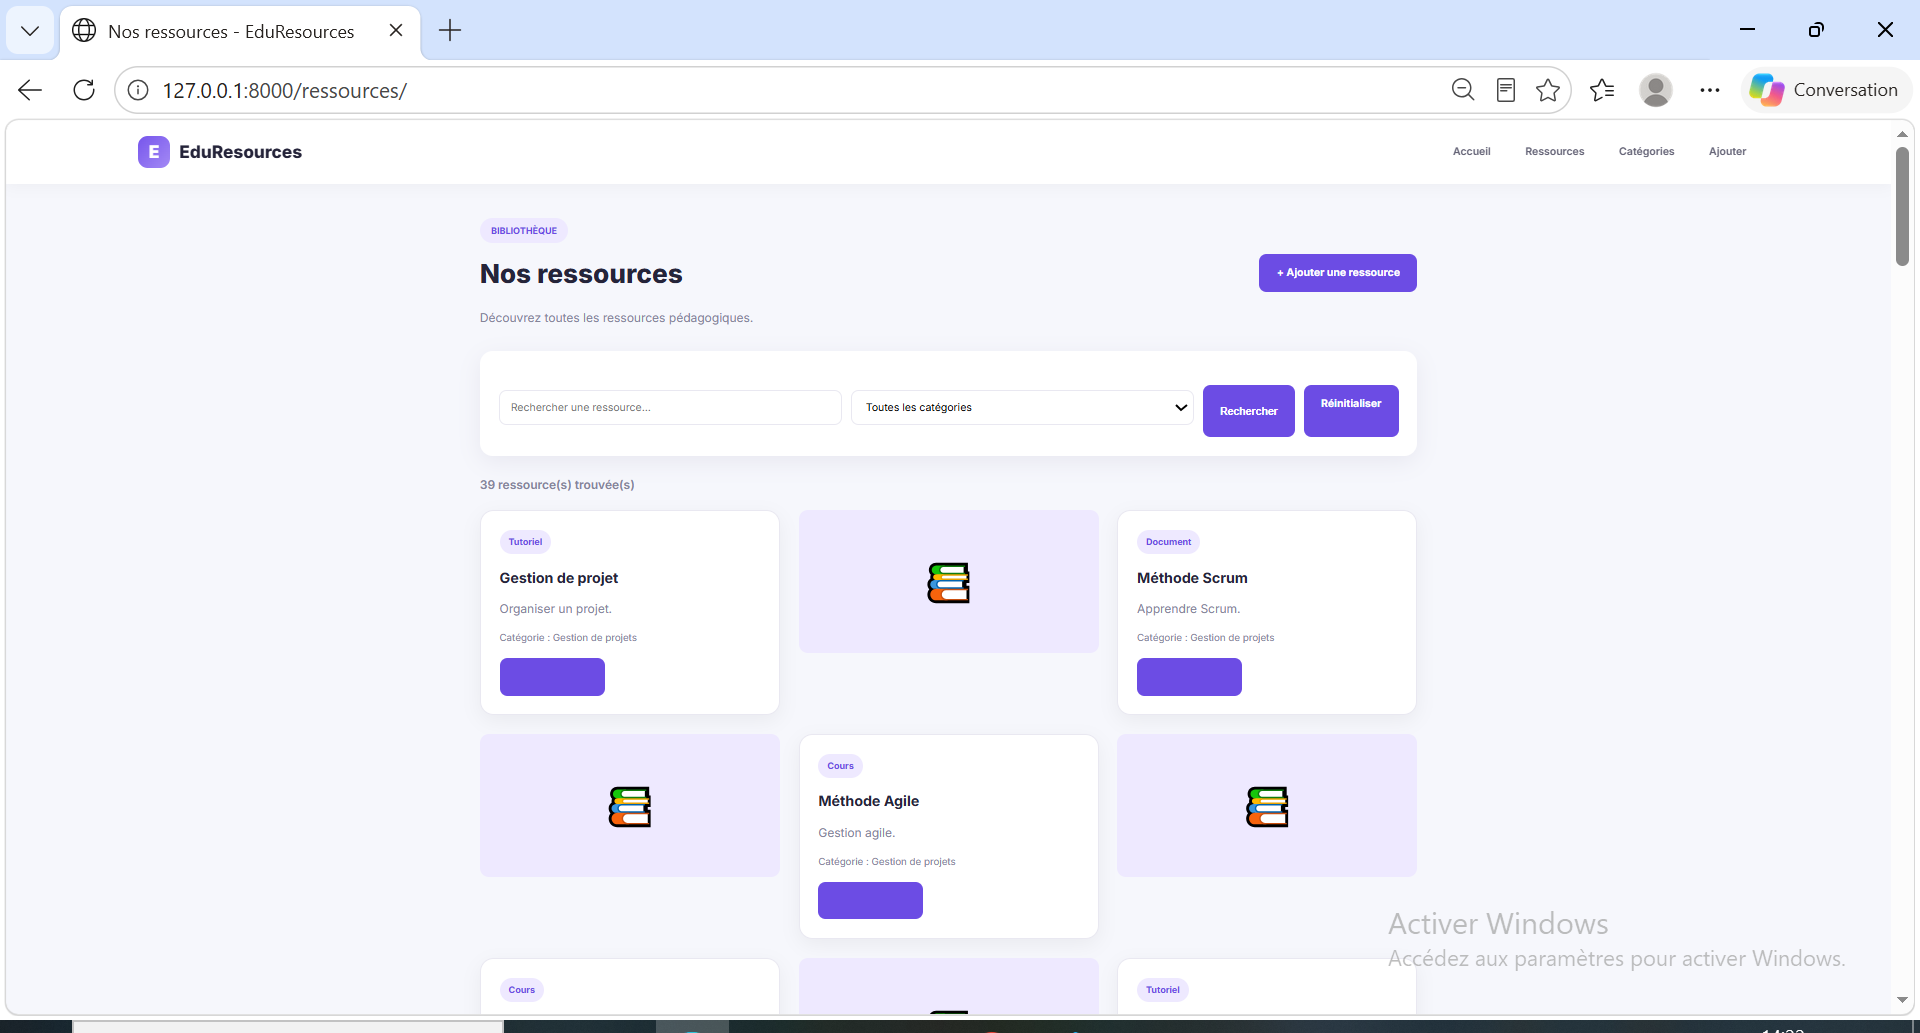 Nos ressources - EduResources
127.0.0.1:8000/ressources/
Conversation
E EduResources
Accueil
Ressources
Catégories
Ajouter
BIBLIOTHÈQUE
Nos ressources
+ Ajouter une ressource
Découvrez toutes les ressources pédagogiques.
Rechercher une ressource...
Toutes les catégories
Rechercher
Réinitialiser
39 ressource(s) trouvée(s)
Tutoriel
Gestion de projet
Organiser un projet.
Catégorie : Gestion de projets
Document
Méthode Scrum
Apprendre Scrum.
Catégorie : Gestion de projets
Cours
Méthode Agile
Gestion agile.
Catégorie : Gestion de projets
Cours
Tutoriel
Activer Windows
Accédez aux paramètres pour activer Windows.